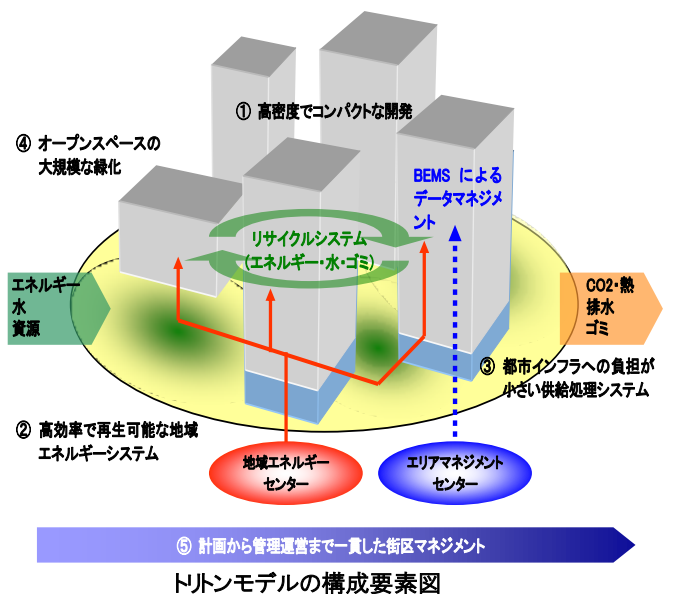 ① 高密度でコンパクトな開発
④ オープンスペースの
大規模な緑化
BEMS による
データマネジメ
ント
リサイクルシステム
(エネルギー・水・ゴミ)
エネルギー
水
資源
CO2・熱
排水
ゴミ
③ 都市インフラへの負担が
小さい供給処理システム
② 高効率で再生可能な地域
エネルギーシステム
地域エネルギー
センター
エリアマネジメント
センター
⑤ 計画から管理運営まで一貫した街区マネジメント
トリトンモデルの構成要素図